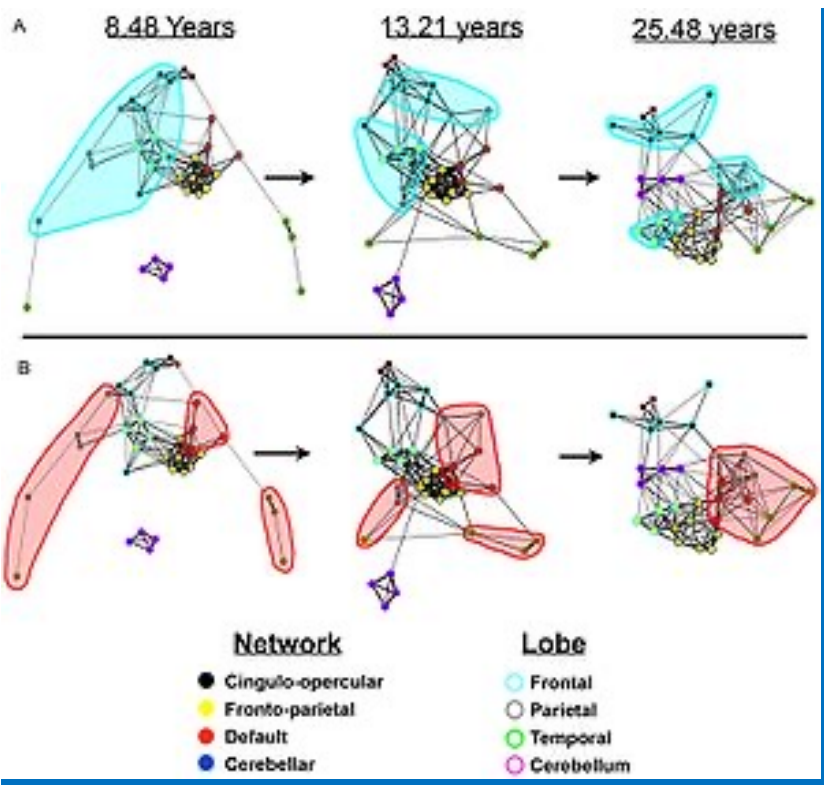 A
8.48 Years 13.21 years 25.48 years
B
Network Lobe
Cingulo-opercular Frontal
Fronto-parietal Parietal
Default Temporal
Cerebellar Cerebellum